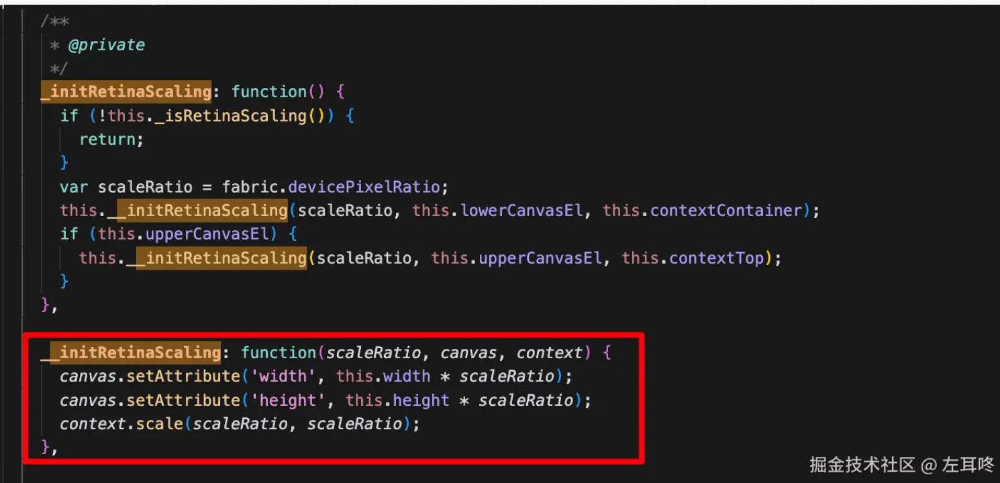 /**
 * @private
 */
_initRetinaScaling: function() {
  if (!this._isRetinaScaling()) {
    return;
  }
  var scaleRatio = fabric.devicePixelRatio;
  this.__initRetinaScaling(scaleRatio, this.lowerCanvasEl, this.contextContainer);
  if (this.upperCanvasEl) {
    this.__initRetinaScaling(scaleRatio, this.upperCanvasEl, this.contextTop);
  }
},
__initRetinaScaling: function(scaleRatio, canvas, context) {
  canvas.setAttribute('width', this.width * scaleRatio);
  canvas.setAttribute('height', this.height * scaleRatio);
  context.scale(scaleRatio, scaleRatio);
},
掘金技术社区 @ 左耳咚